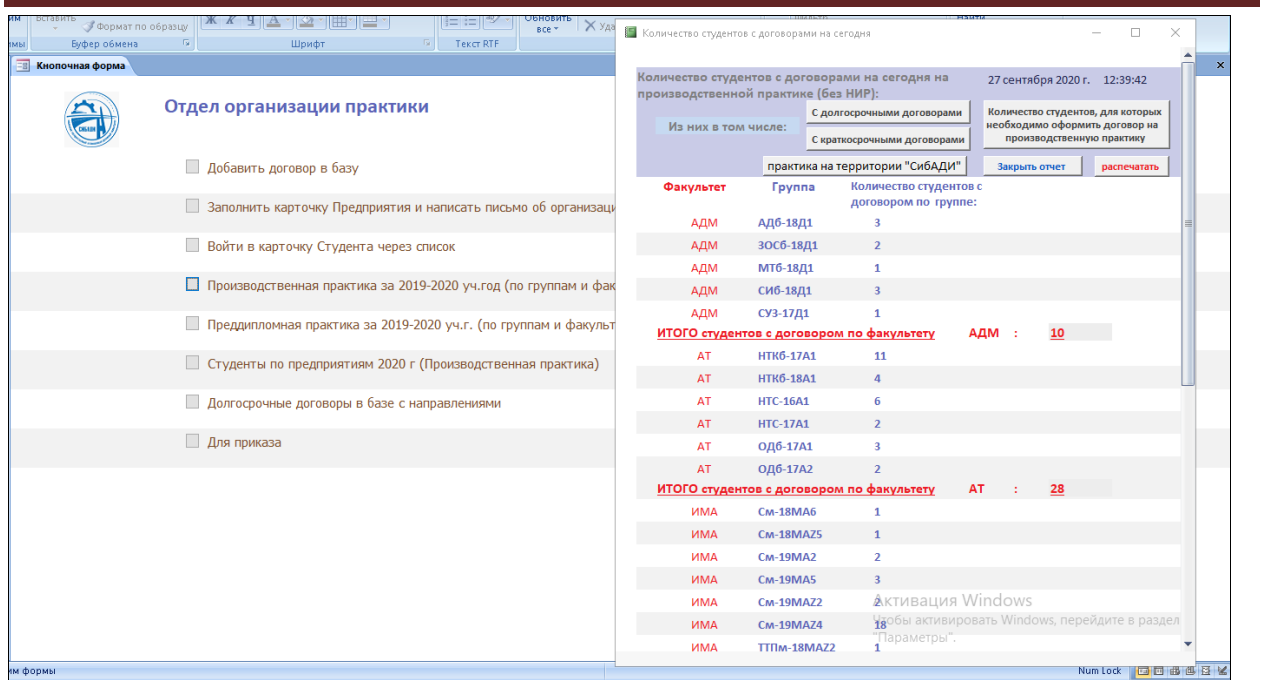 Вставить
Формат по образцу
Ж К Ч А
Обновить
все
Буфер обмена
Шрифт
Текст RTF
Кнопочная форма
СИБАДИ
Отдел организации практики
Добавить договор в базу
Заполнить карточку Предприятия и написать письмо об организаци
Войти в карточку Студента через список
Производственная практика за 2019-2020 уч.год (по группам и фак
Преддипломная практика за 2019-2020 уч.г. (по группам и факульт
Студенты по предприятиям 2020 г (Производственная практика)
Долгосрочные договоры в базе с направлениями
Для приказа
Количество студентов с договорами на сегодня
Количество студентов с договорами на сегодня на
производственной практике (без НИР):
27 сентября 2020 г. 12:39:42
Из них в том числе:
С долгосрочными договорами
С краткосрочными договорами
Количество студентов, для которых
необходимо оформить договор на
производственную практику
практика на территории "СибАДИ"
Закрыть отчет
распечатать
Факультет Группа Количество студентов с
договором по группе:
АДМ АДб-18Д1 3
АДМ ЗОСб-18Д1 2
АДМ МТб-18Д1 1
АДМ СИб-18Д1 3
АДМ СУЗ-17Д1 1
ИТОГО студентов с договором по факультету АДМ : 10
АТ НТКб-17А1 11
АТ НТКб-18А1 4
АТ НТС-16А1 6
АТ НТС-17А1 2
АТ ОДб-17А1 3
АТ ОДб-17А2 2
ИТОГО студентов с договором по факультету АТ : 28
ИМА См-18МА6 1
ИМА См-18MAZ5 1
ИМА См-19МА2 2
ИМА См-19МА5 3
ИМА См-19MAZ2 2
ИМА См-19MAZ4 18
ИМА ТТПм-18MAZ2 1
Активация Windows
Чтобы активировать Windows, перейдите в раздел
"Параметры".
им формы
Num Lock